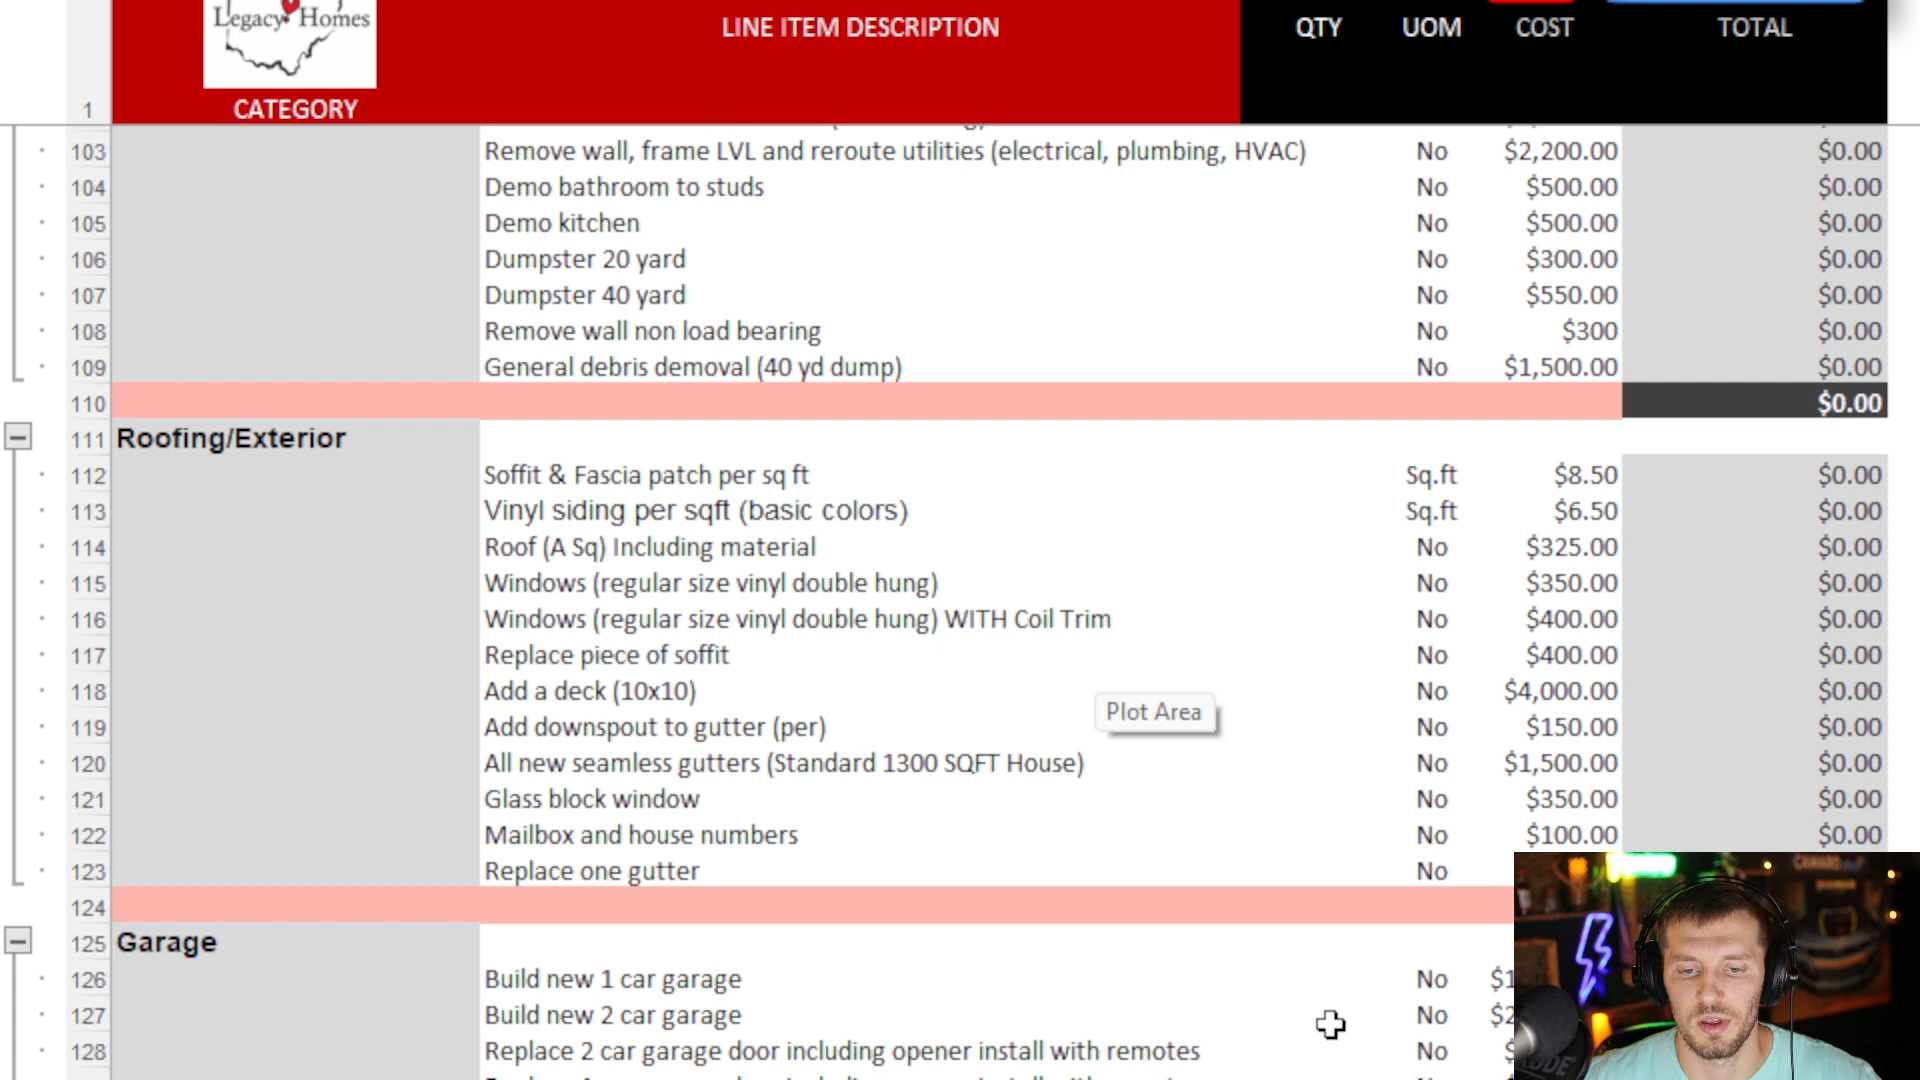 Legacy Homes
LINE ITEM DESCRIPTION QTY UOM COST TOTAL
1 CATEGORY
103 Remove wall, frame LVL and reroute utilities (electrical, plumbing, HVAC) No $2,200.00 $0.00
104 Demo bathroom to studs No $500.00 $0.00
105 Demo kitchen No $500.00 $0.00
106 Dumpster 20 yard No $300.00 $0.00
107 Dumpster 40 yard No $550.00 $0.00
108 Remove wall non load bearing No $300 $0.00
109 General debris demoval (40 yd dump) No $1,500.00 $0.00
110 $0.00
111 Roofing/Exterior
112 Soffit & Fascia patch per sq ft Sq.ft $8.50 $0.00
113 Vinyl siding per sqft (basic colors) Sq.ft $6.50 $0.00
114 Roof (A Sq) Including material No $325.00 $0.00
115 Windows (regular size vinyl double hung) No $350.00 $0.00
116 Windows (regular size vinyl double hung) WITH Coil Trim No $400.00 $0.00
117 Replace piece of soffit No $400.00 $0.00
118 Add a deck (10x10) No $4,000.00 $0.00
Plot Area
119 Add downspout to gutter (per) No $150.00 $0.00
120 All new seamless gutters (Standard 1300 SQFT House) No $1,500.00 $0.00
121 Glass block window No $350.00 $0.00
122 Mailbox and house numbers No $100.00 $0.00
123 Replace one gutter No
124
125 Garage
126 Build new 1 car garage No $1
127 Build new 2 car garage No $2
128 Replace 2 car garage door including opener install with remotes No $